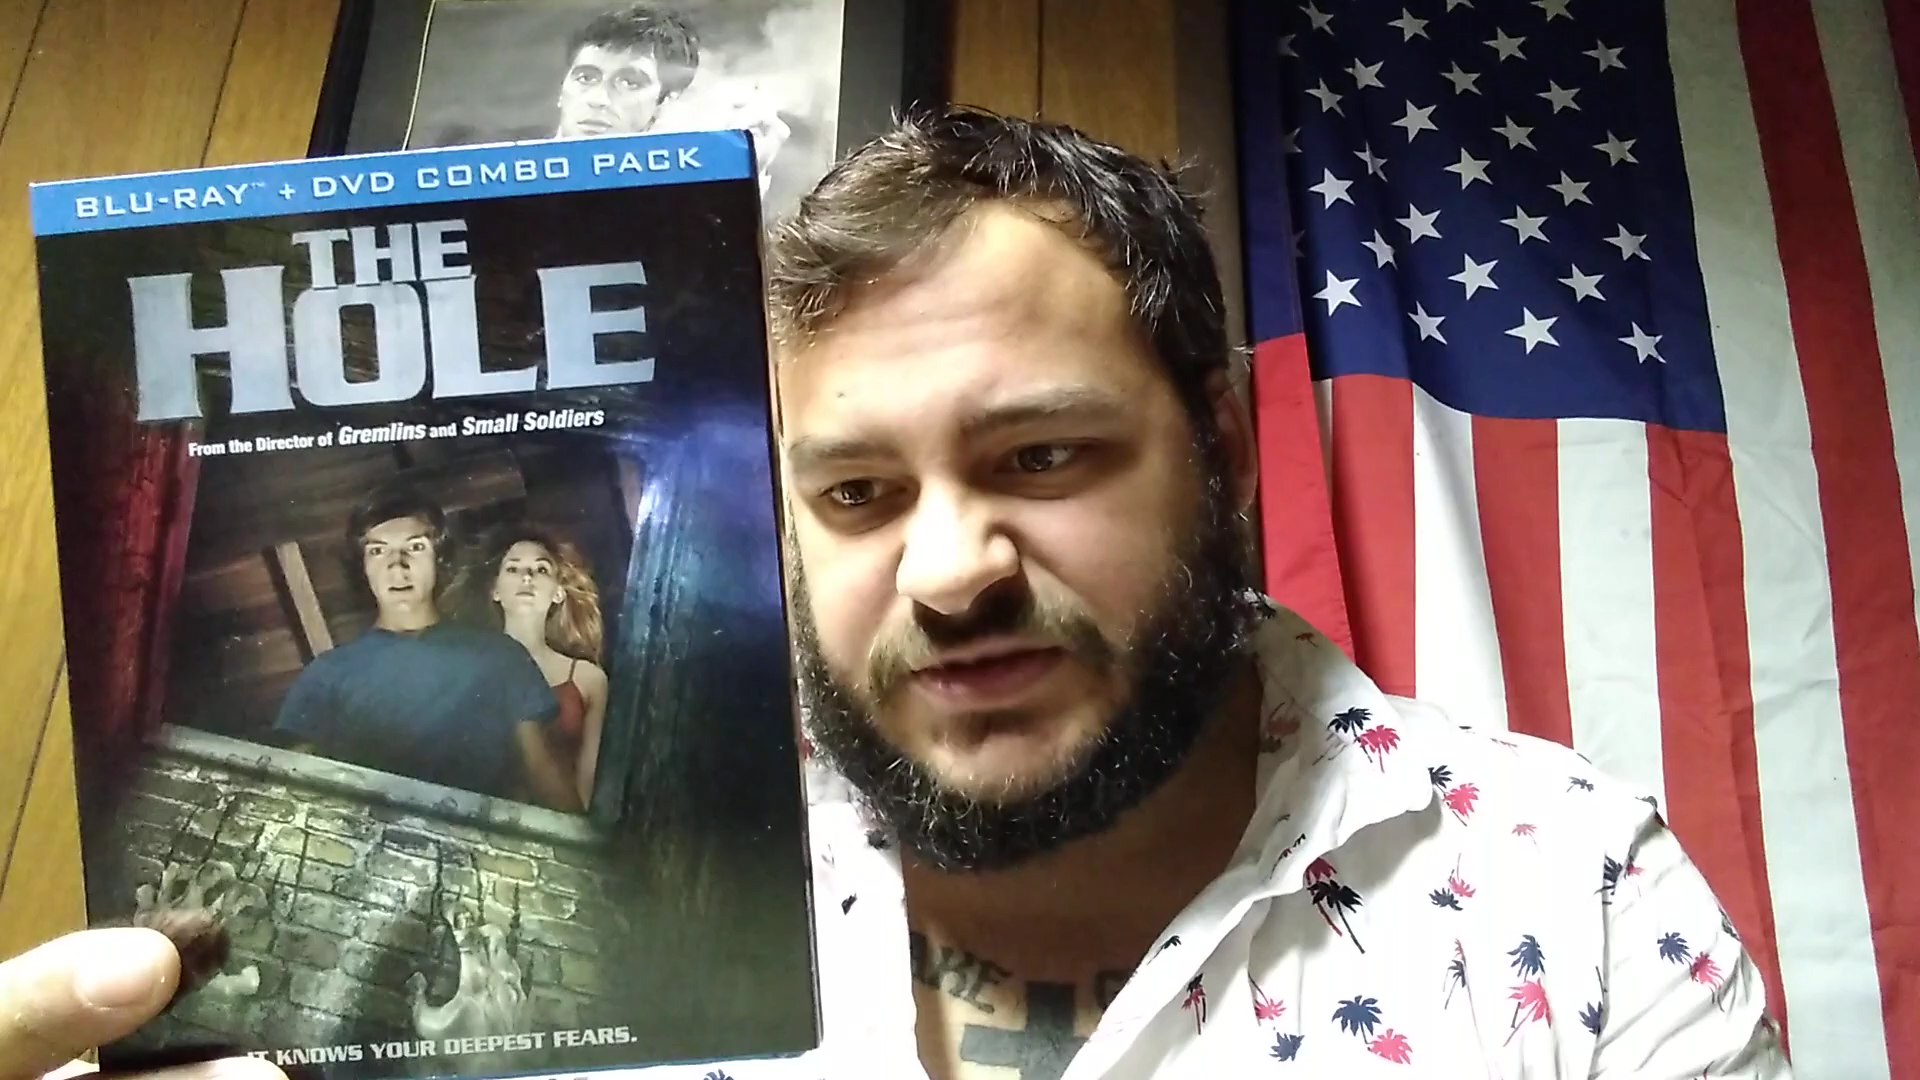 BLU-RAY™ + DVD COMBO PACK
THE
HOLE
From the Director of Gremlins and Small Soldiers
IT KNOWS YOUR DEEPEST FEARS.